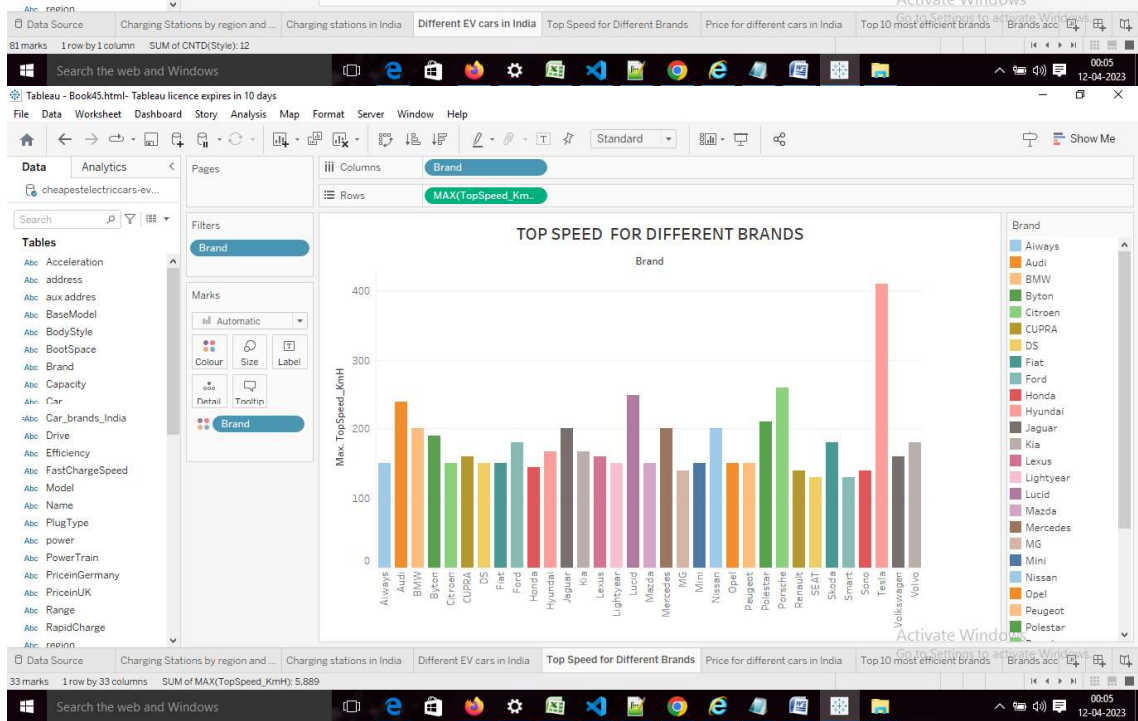 Abc region
Activate Windows
Data Source Charging Stations by region and ... Charging stations in India Different EV cars in India Top Speed for Different Brands Price for different cars in India Top 10 most efficient brands Brands acc
Go to Settings to activate Windows.
81 marks 1 row by 1 column SUM of CNTD(Style): 12
Search the web and Windows
00:05
12-04-2023
Tableau - Book45.html- Tableau licence expires in 10 days
File Data Worksheet Dashboard Story Analysis Map Format Server Window Help
Standard Show Me
Data Analytics Pages Columns Brand
cheapestelectriccars-ev... Rows MAX(TopSpeed_Km..
Search
Filters
Brand
Tables
Abc Acceleration
Abc address
Abc aux addres
Abc BaseModel
Abc BodyStyle
Abc BootSpace
Abc Brand
Abc Capacity
Abc Car
=Abc Car_brands_India
Abc Drive
Abc Efficiency
Abc FastChargeSpeed
Abc Model
Abc Name
Abc PlugType
Abc power
Abc PowerTrain
Abc PriceinGermany
Abc PriceinUK
Abc Range
Abc RapidCharge
Abc region
Marks
Automatic
Colour Size Label
Detail Tooltip
Brand
TOP SPEED FOR DIFFERENT BRANDS
Brand
Max. TopSpeed_KmH
400
300
200
100
0
Aiways
Audi
BMW
Byton
Citroen
CUPRA
DS
Fiat
Ford
Honda
Hyundai
Jaguar
Kia
Lexus
Lightyear
Lucid
Mazda
Mercedes
MG
Mini
Nissan
Opel
Peugeot
Polestar
Porsche
Renault
SEAT
Skoda
Smart
Sono
Tesla
Volkswagen
Volvo
Brand
Aiways
Audi
BMW
Byton
Citroen
CUPRA
DS
Fiat
Ford
Honda
Hyundai
Jaguar
Kia
Lexus
Lightyear
Lucid
Mazda
Mercedes
MG
Mini
Nissan
Opel
Peugeot
Polestar
Activate Windows
Data Source Charging Stations by region and ... Charging stations in India Different EV cars in India Top Speed for Different Brands Price for different cars in India Top 10 most efficient brands Brands acc
Go to Settings to activate Windows.
33 marks 1 row by 33 columns SUM of MAX(TopSpeed_KmH): 5,889
Search the web and Windows
00:05
12-04-2023